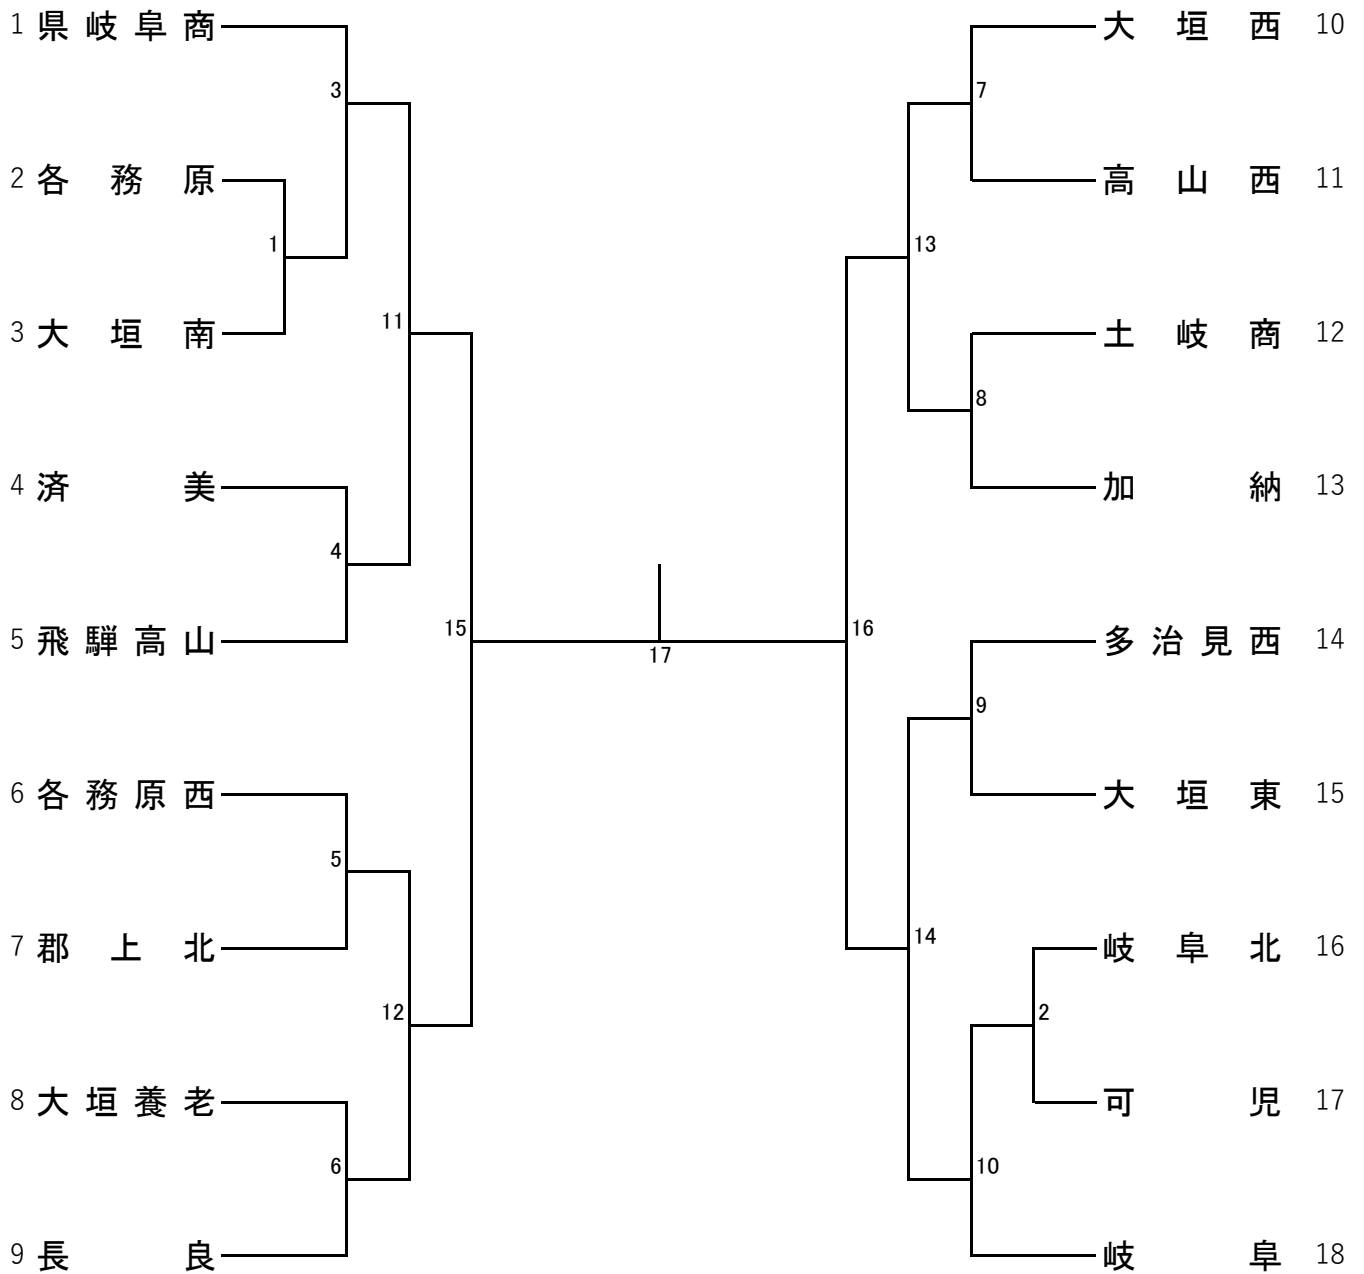 1 県岐阜商
3
2 各務原
1
3 大垣南
11
4 済美
4
5 飛騨高山
15
6 各務原西
5
7 郡上北
12
8 大垣養老
6
9 長良
17
大垣西 10
7
高山西 11
13
土岐商 12
8
加納 13
16
多治見西 14
9
大垣東 15
14
岐阜北 16
2
可児 17
10
岐阜 18